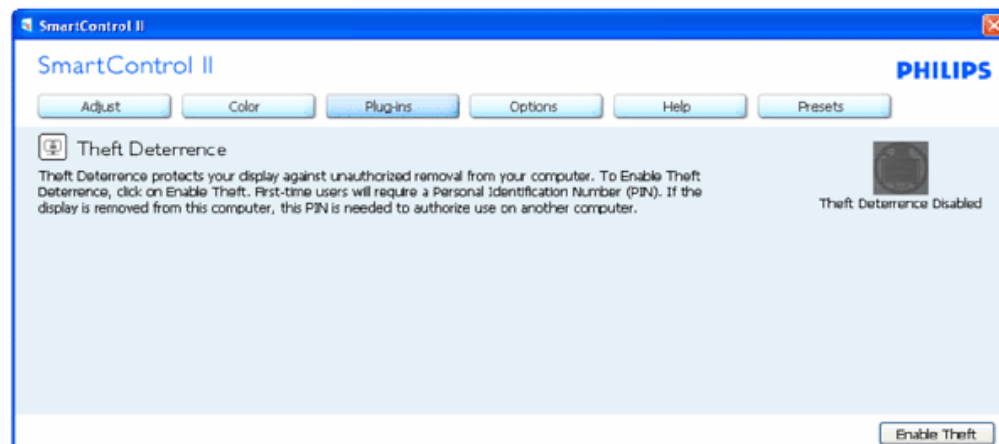 SmartControl II
SmartControl II
PHILIPS
Adjust Color Plug-ins Options Help Presets
Theft Deterrence
Theft Deterrence protects your display against unauthorized removal from your computer. To Enable Theft
Deterrence, click on Enable Theft. First-time users will require a Personal Identification Number (PIN). If the
display is removed from this computer, this PIN is needed to authorize use on another computer.
Theft Deterrence Disabled
Enable Theft